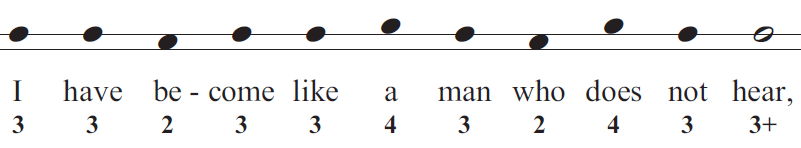 I have be - come like a man who does not hear,
3 3 2 3 3 4 3 2 4 3 3+